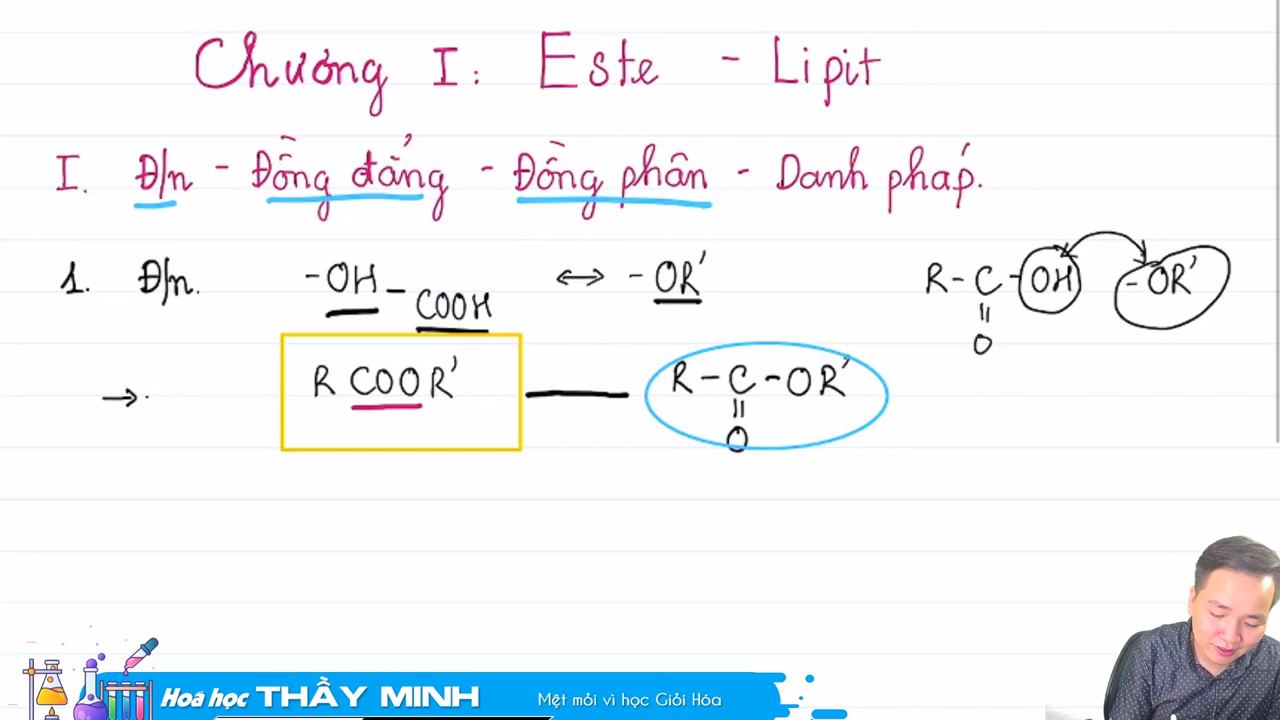 Chương I: Este - Lipit
I. Đ/n - Đồng đẳng - Đồng phân - Danh pháp.
1. Đ/n. -OH - COOH ⇔ -OR' R-C-OH -OR'
||
O
→. RCOOR' R-C-OR'
||
O
Hoá học THẦY MINH Mệt mỏi vì học Giỏi Hóa